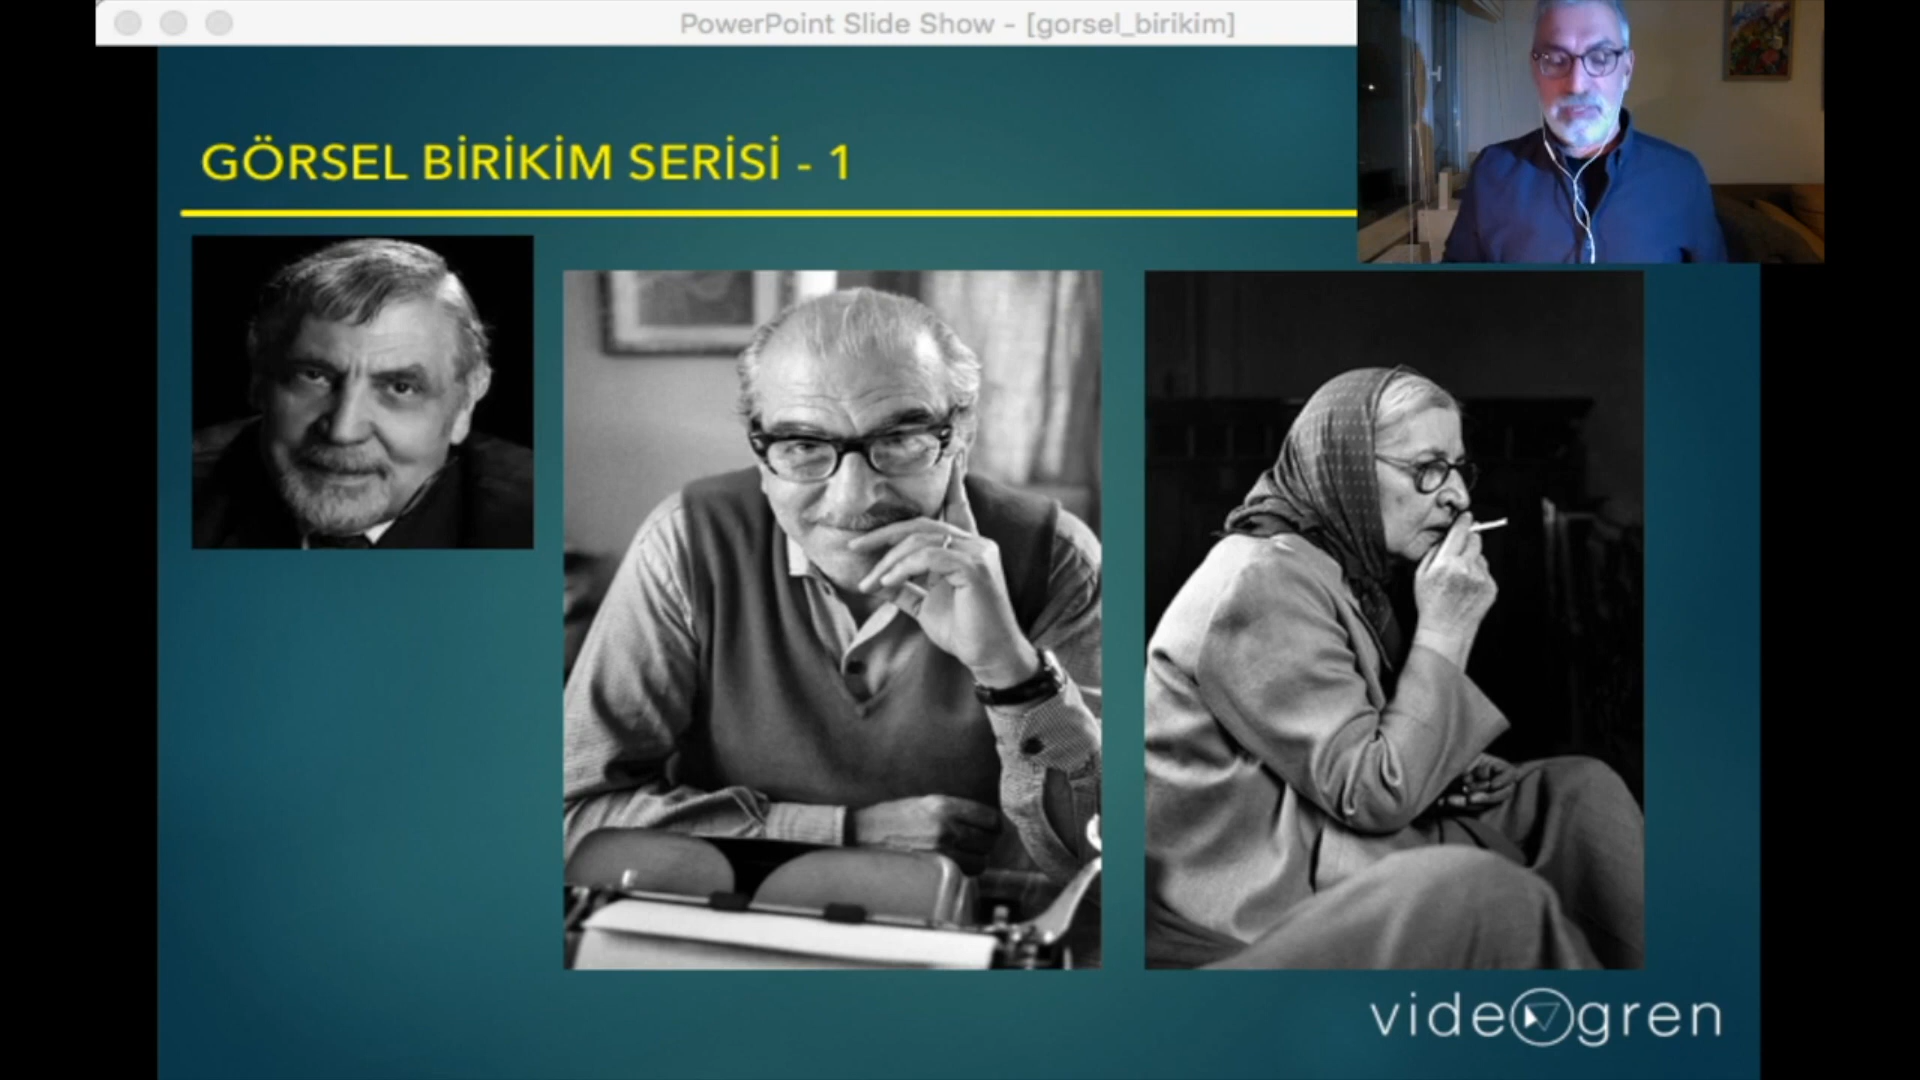 PowerPoint Slide Show - [gorsel_birikim]
GÖRSEL BİRİKİM SERİSİ - 1
videogren